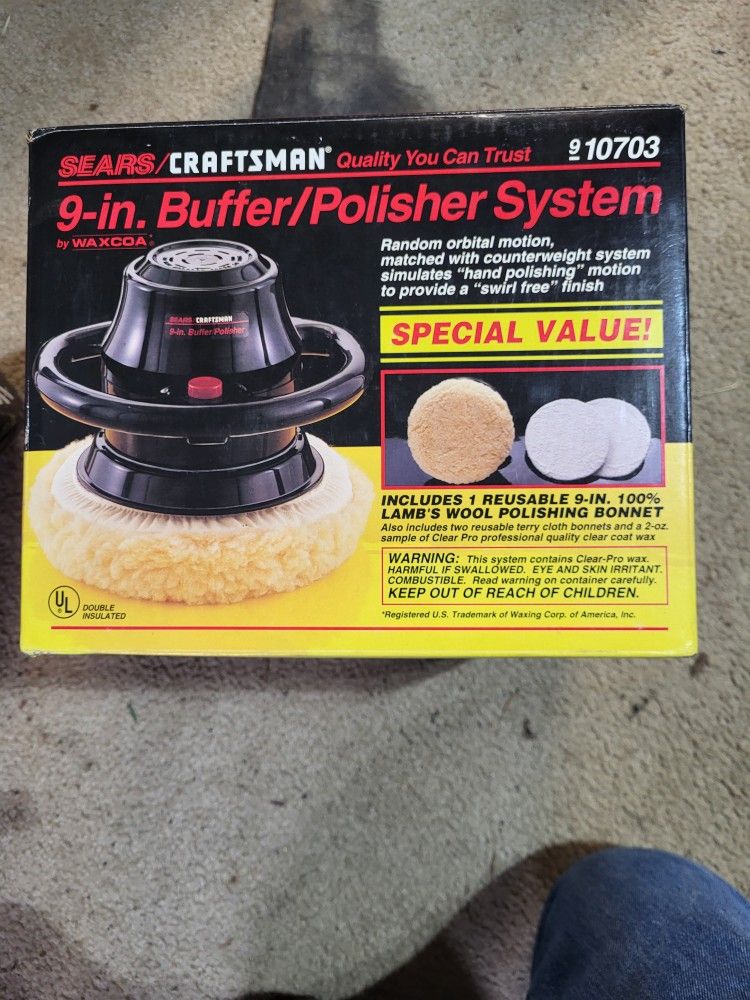 SEARS/CRAFTSMAN® Quality You Can Trust 9 10703
9-in. Buffer/Polisher System
by WAXCOA®
Random orbital motion,
matched with counterweight system
simulates "hand polishing" motion
to provide a "swirl free" finish
SPECIAL VALUE!
SEARS CRAFTSMAN
9-in. Buffer/Polisher
INCLUDES 1 REUSABLE 9-IN. 100%
LAMB'S WOOL POLISHING BONNET
Also includes two reusable terry cloth bonnets and a 2-oz.
sample of Clear Pro professional quality clear coat wax
WARNING: This system contains Clear-Pro wax.
HARMFUL IF SWALLOWED. EYE AND SKIN IRRITANT.
COMBUSTIBLE. Read warning on container carefully.
KEEP OUT OF REACH OF CHILDREN.
*Registered U.S. Trademark of Waxing Corp. of America, Inc.
UL ®
DOUBLE
INSULATED